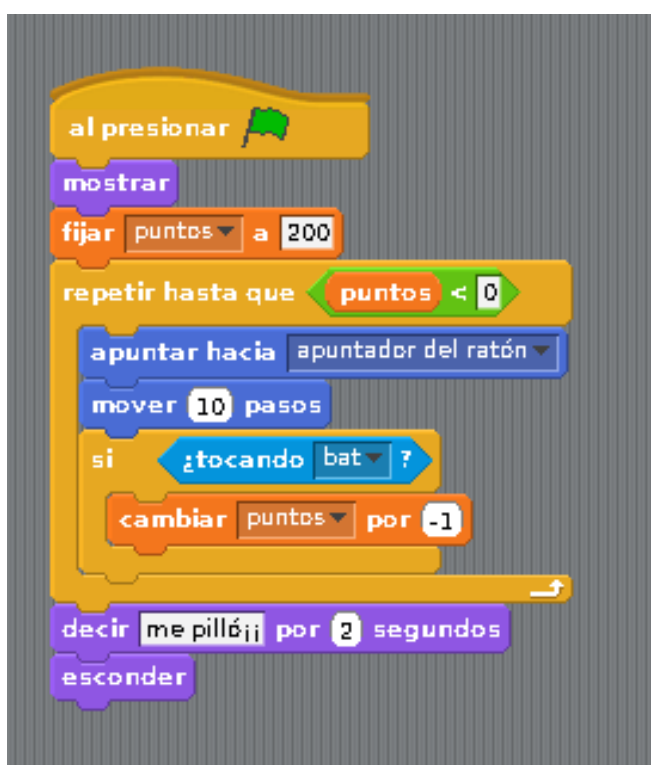 al presionar
mostrar
fijar puntos a 200
repetir hasta que puntos < 0
apuntar hacia apuntador del ratón
mover 10 pasos
si ¿tocando bat ?
cambiar puntos por -1
decir me pilló¡¡ por 2 segundos
esconder